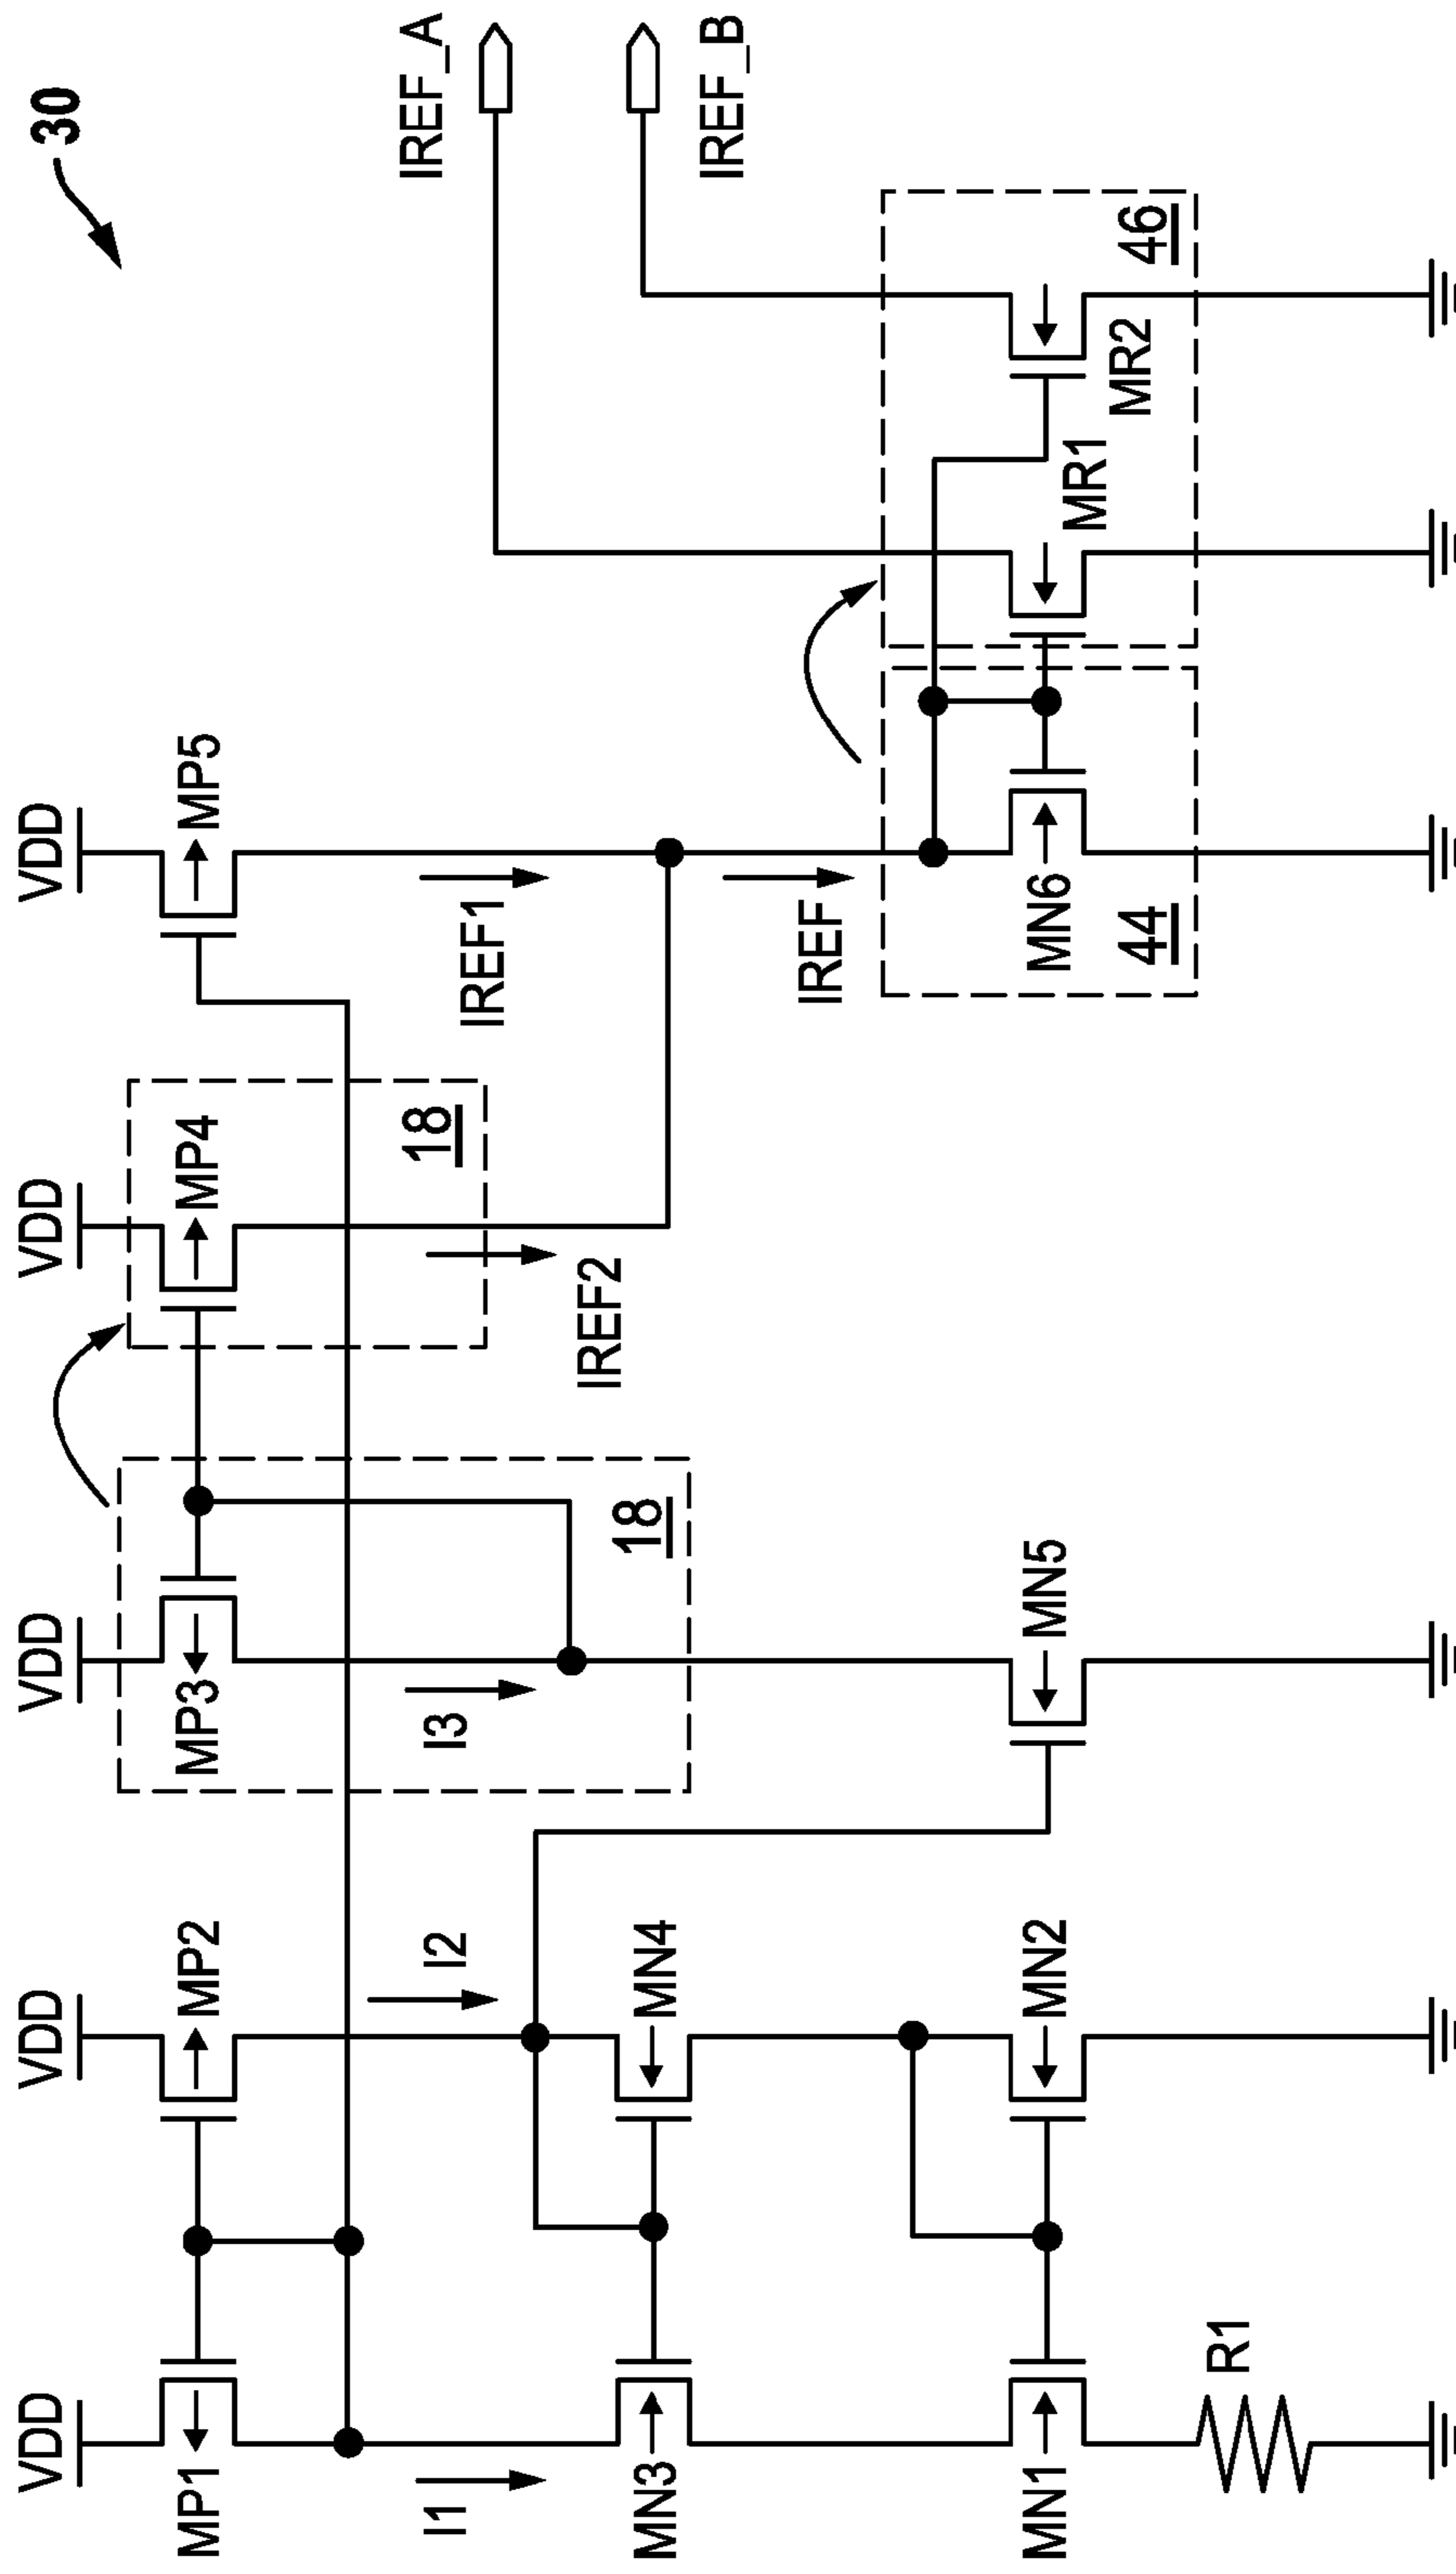 30
VDD
VDD
VDD
VDD
VDD
MP1
MP2
MP3
MP4
MP5
18
18
I1
I2
I3
IREF2
IREF1
IREF
IREF_A
IREF_B
MN3
MN4
MN1
MN2
MN5
MN6
44
MR1
MR2
46
R1